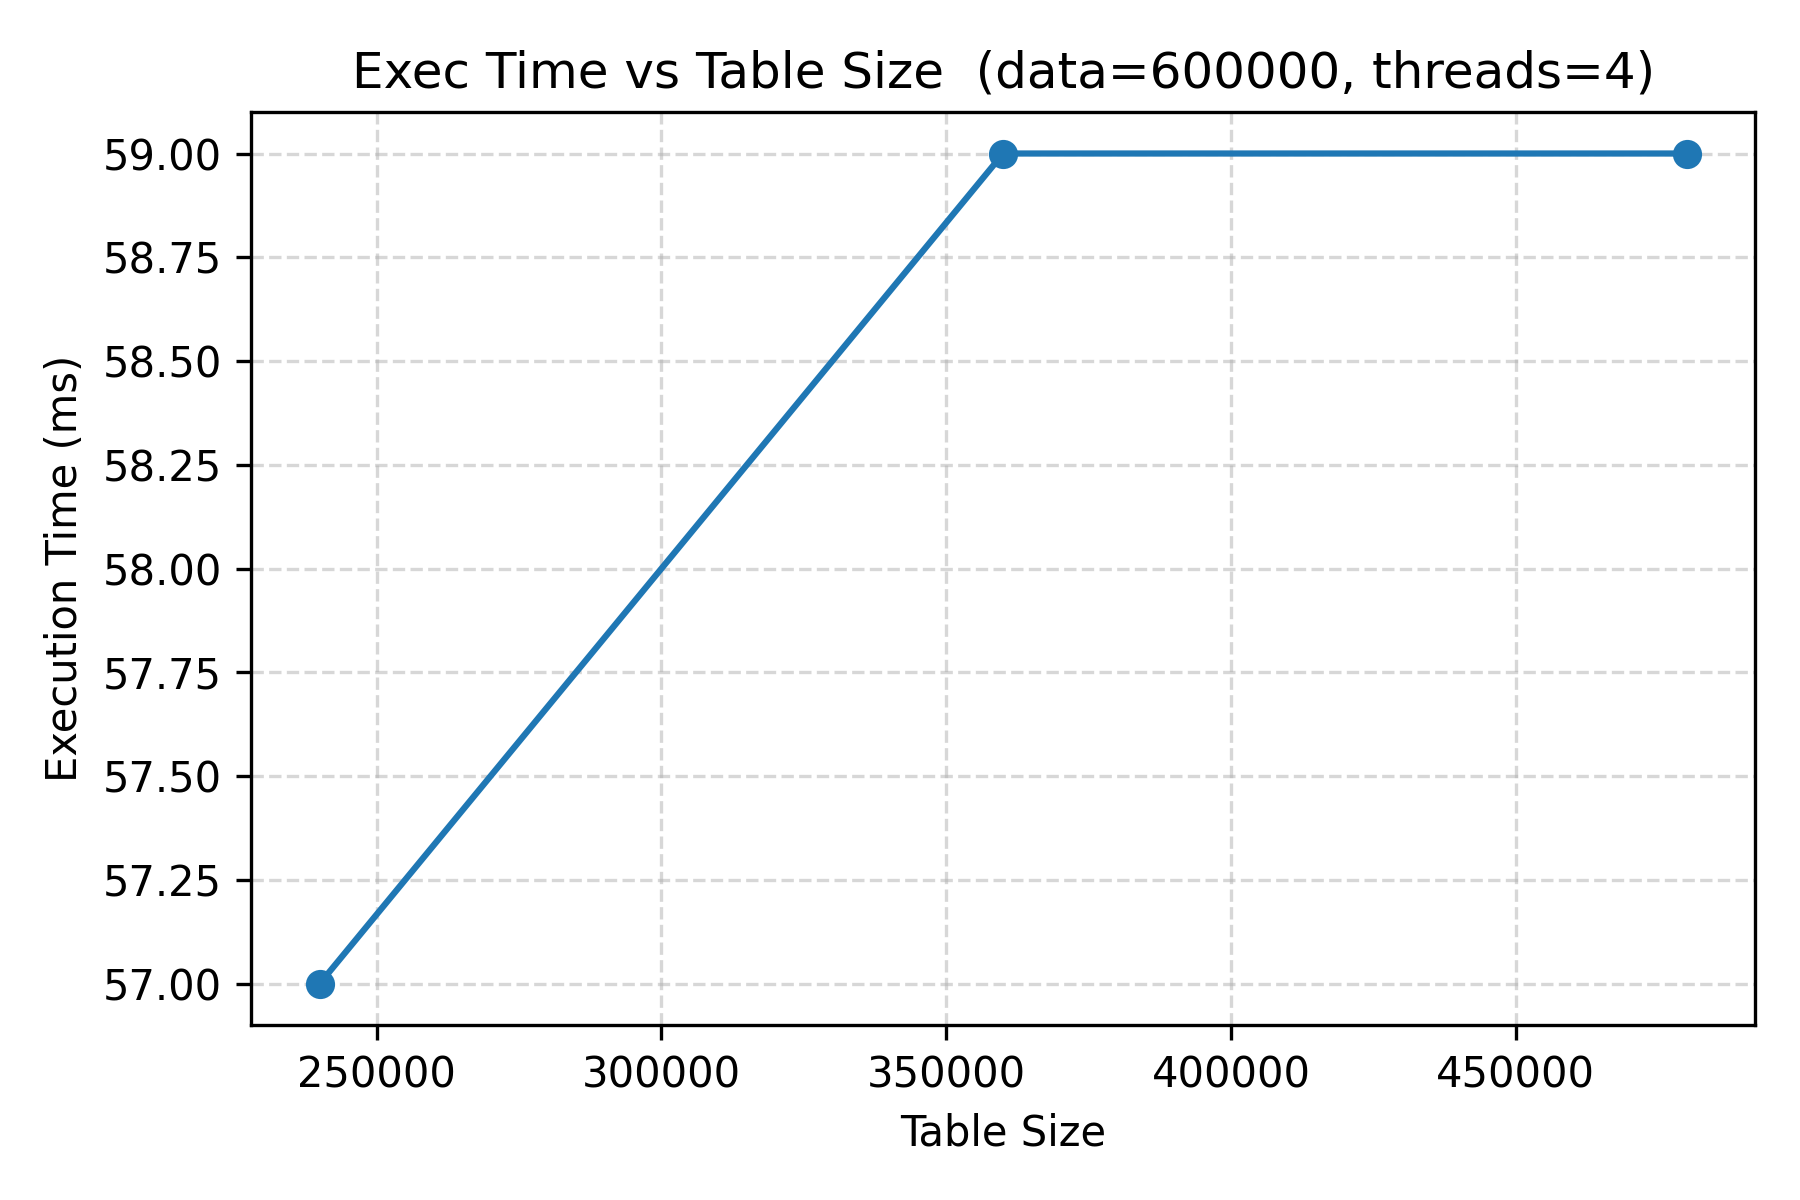 Exec Time vs Table Size  (data=600000, threads=4)
59.00
58.75
58.50
58.25
58.00
57.75
57.50
57.25
57.00
Execution Time (ms)
250000 300000 350000 400000 450000
Table Size